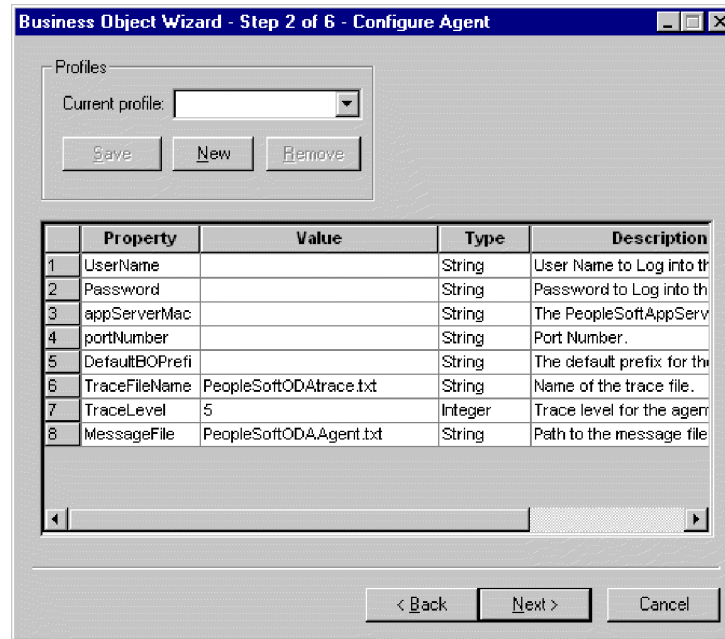 Business Object Wizard - Step 2 of 6 - Configure Agent
Profiles
Current profile:
Save New Remove
Property Value Type Description
1 UserName String User Name to Log into th
2 Password String Password to Log into th
3 appServerMac String The PeopleSoftAppServ
4 portNumber String Port Number.
5 DefaultBOPrefi String The default prefix for the
6 TraceFileName PeopleSoftODAtrace.txt String Name of the trace file.
7 TraceLevel 5 Integer Trace level for the agen
8 MessageFile PeopleSoftODAAgent.txt String Path to the message file
< Back Next > Cancel